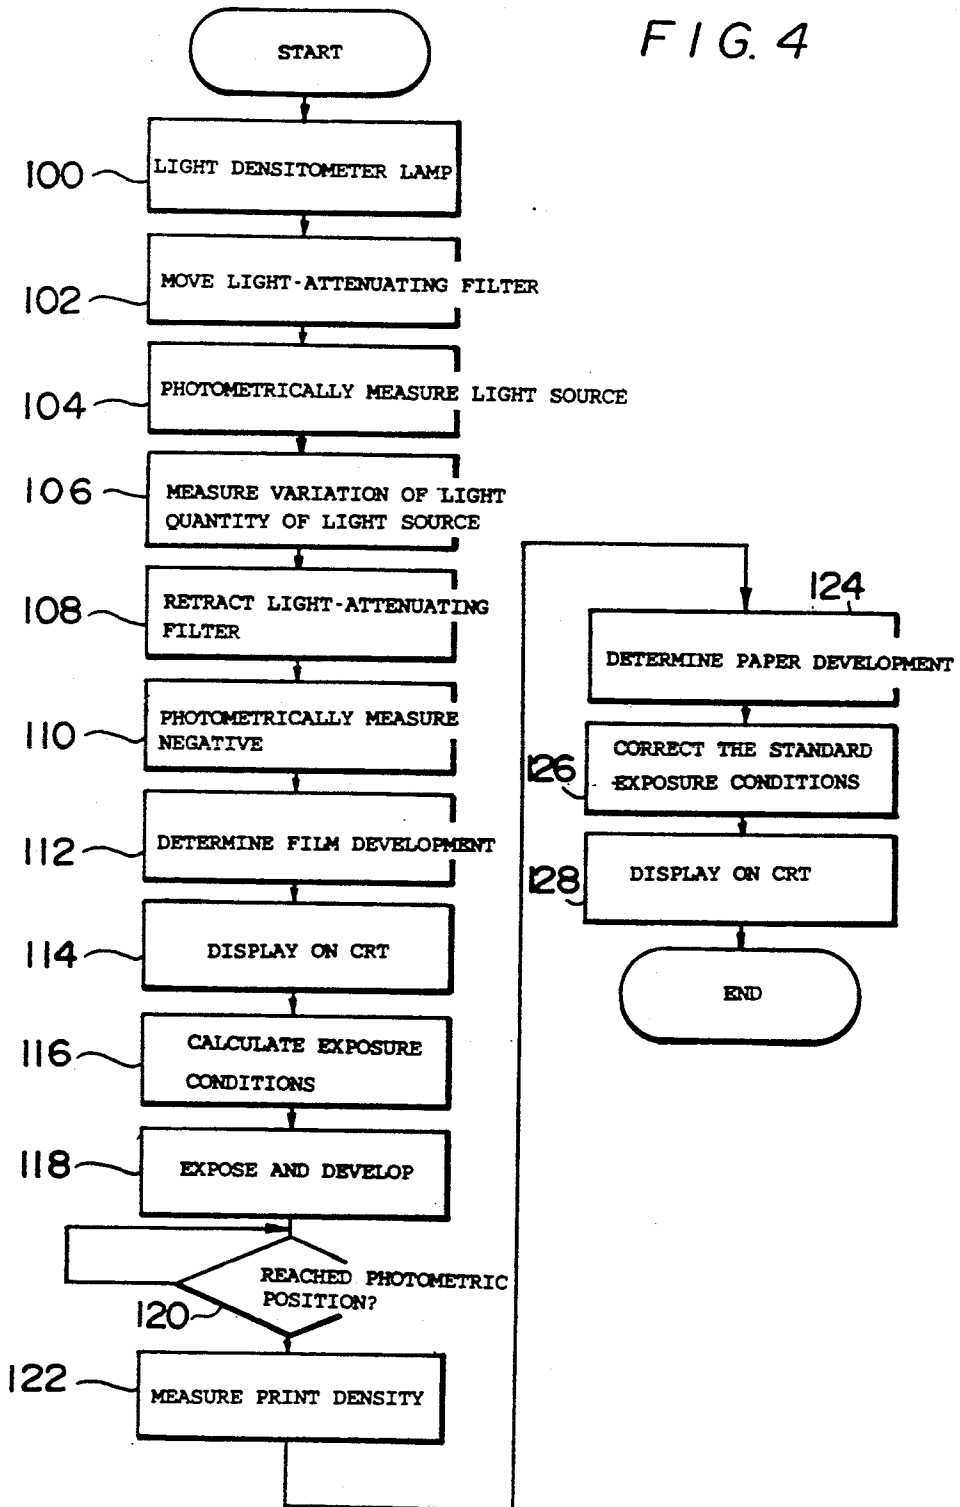 FIG. 4
START
100
LIGHT DENSITOMETER LAMP
102
MOVE LIGHT-ATTENUATING FILTER
104
PHOTOMETRICALLY MEASURE LIGHT SOURCE
106
MEASURE VARIATION OF LIGHT
QUANTITY OF LIGHT SOURCE
108
RETRACT LIGHT-ATTENUATING
FILTER
110
PHOTOMETRICALLY MEASURE
NEGATIVE
112
DETERMINE FILM DEVELOPMENT
114
DISPLAY ON CRT
116
CALCULATE EXPOSURE
CONDITIONS
118
EXPOSE AND DEVELOP
120
REACHED PHOTOMETRIC
POSITION?
122
MEASURE PRINT DENSITY
124
DETERMINE PAPER DEVELOPMENT
126
CORRECT THE STANDARD
EXPOSURE CONDITIONS
128
DISPLAY ON CRT
END